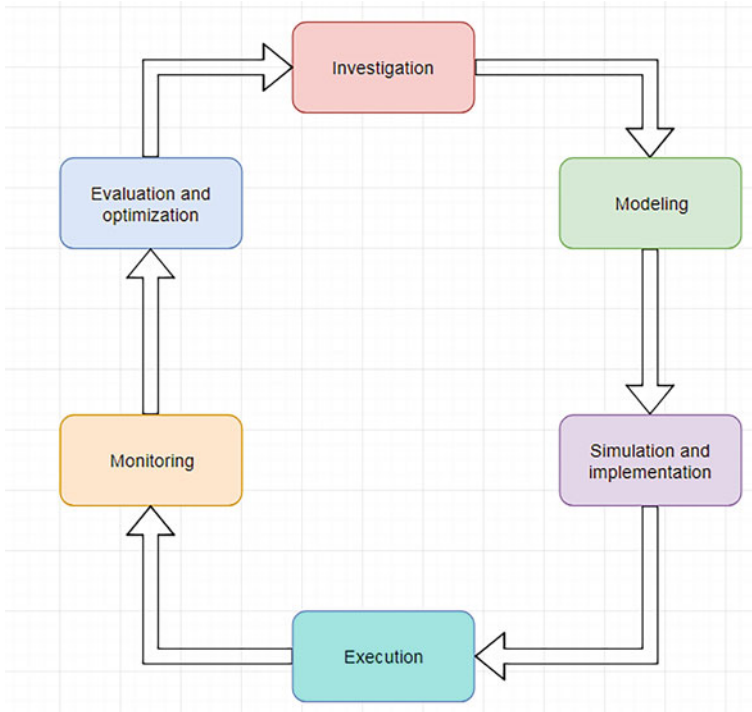 Investigation
Modeling
Simulation and
implementation
Execution
Monitoring
Evaluation and
optimization